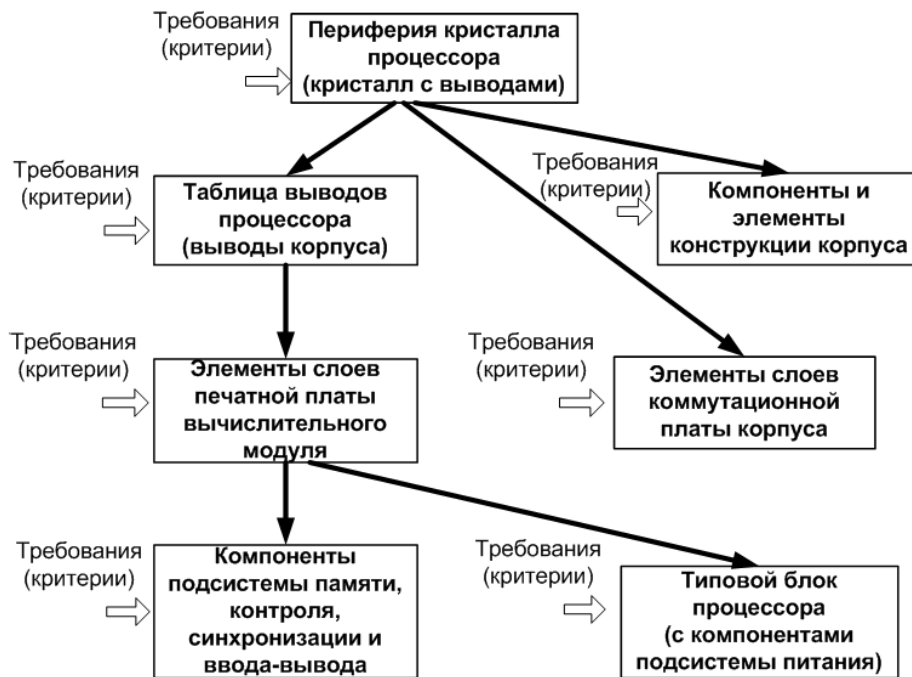 Требования
(критерии)
Периферия кристалла
процессора
(кристалл с выводами)
Требования
(критерии)
Таблица выводов
процессора
(выводы корпуса)
Требования
(критерии)
Компоненты и
элементы
конструкции корпуса
Требования
(критерии)
Элементы слоев
печатной платы
вычислительного
модуля
Требования
(критерии)
Элементы слоев
коммутационной
платы корпуса
Требования
(критерии)
Компоненты
подсистемы памяти,
контроля,
синхронизации и
ввода-вывода
Требования
(критерии)
Типовой блок
процессора
(с компонентами
подсистемы питания)